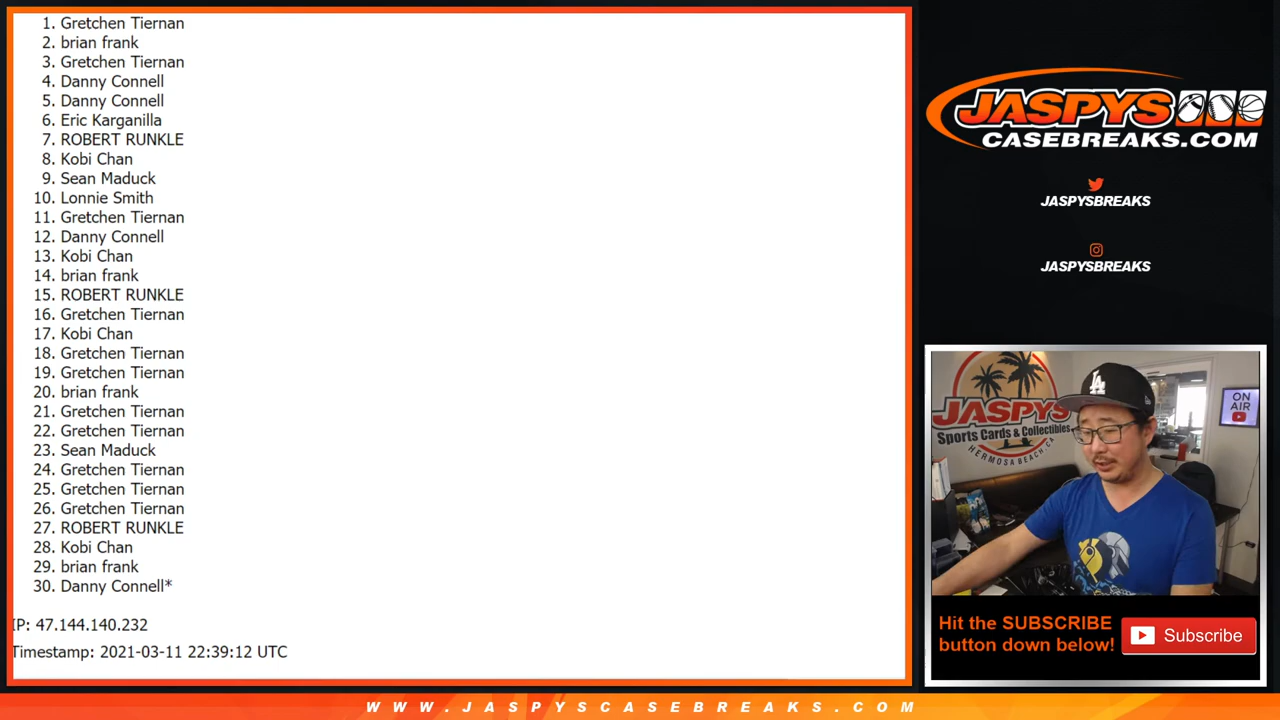 1. Gretchen Tiernan
2. brian frank
3. Gretchen Tiernan
4. Danny Connell
5. Danny Connell
6. Eric Karganilla
7. ROBERT RUNKLE
8. Kobi Chan
9. Sean Maduck
10. Lonnie Smith
11. Gretchen Tiernan
12. Danny Connell
13. Kobi Chan
14. brian frank
15. ROBERT RUNKLE
16. Gretchen Tiernan
17. Kobi Chan
18. Gretchen Tiernan
19. Gretchen Tiernan
20. brian frank
21. Gretchen Tiernan
22. Gretchen Tiernan
23. Sean Maduck
24. Gretchen Tiernan
25. Gretchen Tiernan
26. Gretchen Tiernan
27. ROBERT RUNKLE
28. Kobi Chan
29. brian frank
30. Danny Connell*
IP: 47.144.140.232
Timestamp: 2021-03-11 22:39:12 UTC
JASPYS
CASEBREAKS.COM
JASPYSBREAKS
JASPYSBREAKS
JASPYS
Sports Cards & Collectibles
HERMOSA BEACH, CA
LA
ON
AIR
Hit the SUBSCRIBE
button down below!
Subscribe
WWW.JASPYSCASEBREAKS.COM